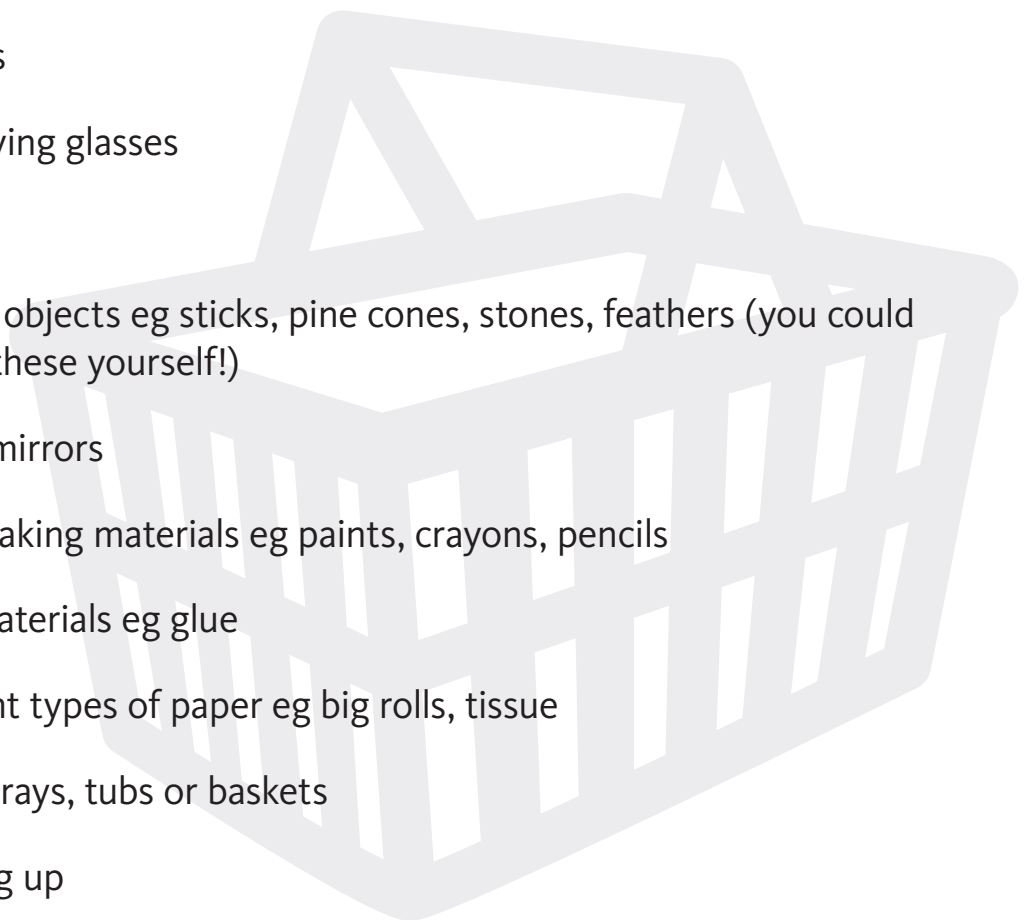 s
ying glasses
objects eg sticks, pine cones, stones, feathers (you could
these yourself!)
mirrors
aking materials eg paints, crayons, pencils
aterials eg glue
nt types of paper eg big rolls, tissue
rays, tubs or baskets
g up